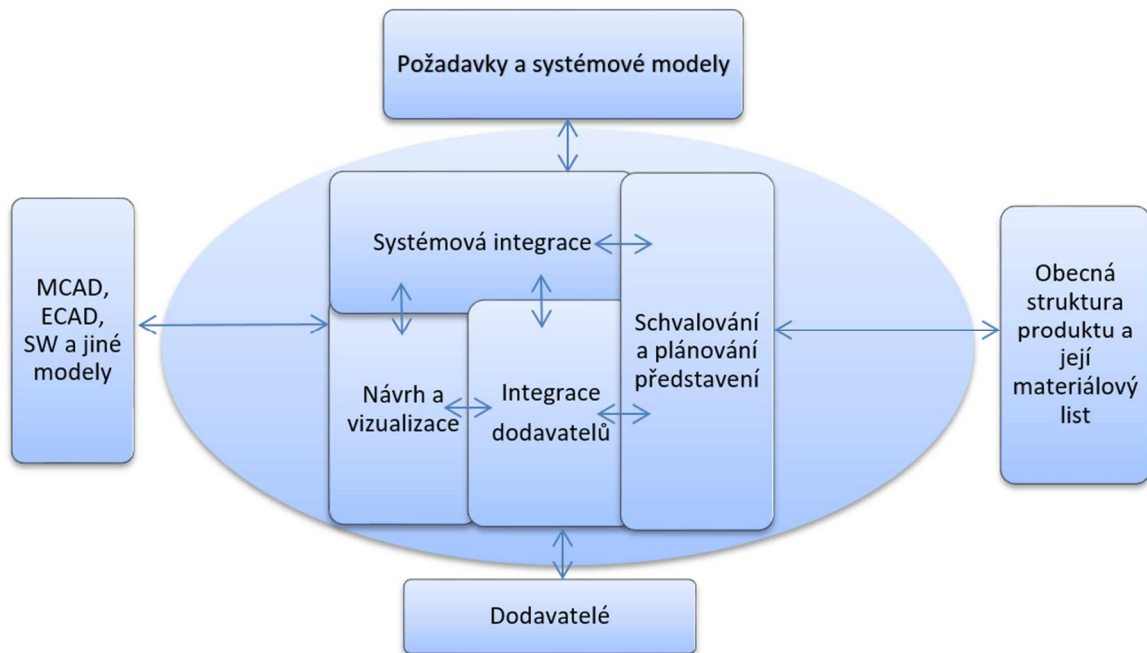 Požadavky a systémové modely
MCAD,
ECAD,
SW a jiné
modely
Systémová integrace
Návrh a
vizualizace
Integrace
dodavatelů
Schvalování
a plánování
představení
Obecná
struktura
produktu a
její
materiálový
list
Dodavatelé